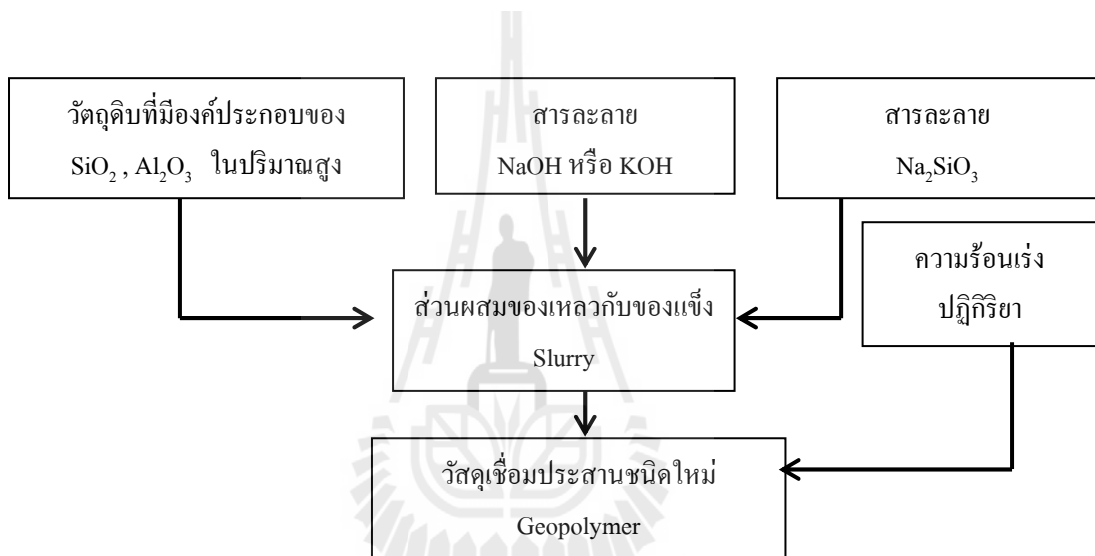 วัตถุดิบที่มีองค์ประกอบของ
SiO₂ , Al₂O₃ ในปริมาณสูง
สารละลาย
NaOH หรือ KOH
สารละลาย
Na₂SiO₃
ความร้อนเร่ง
ปฏิกิริยา
ส่วนผสมของเหลวกับของแข็ง
Slurry
วัสดุเชื่อมประสานชนิดใหม่
Geopolymer